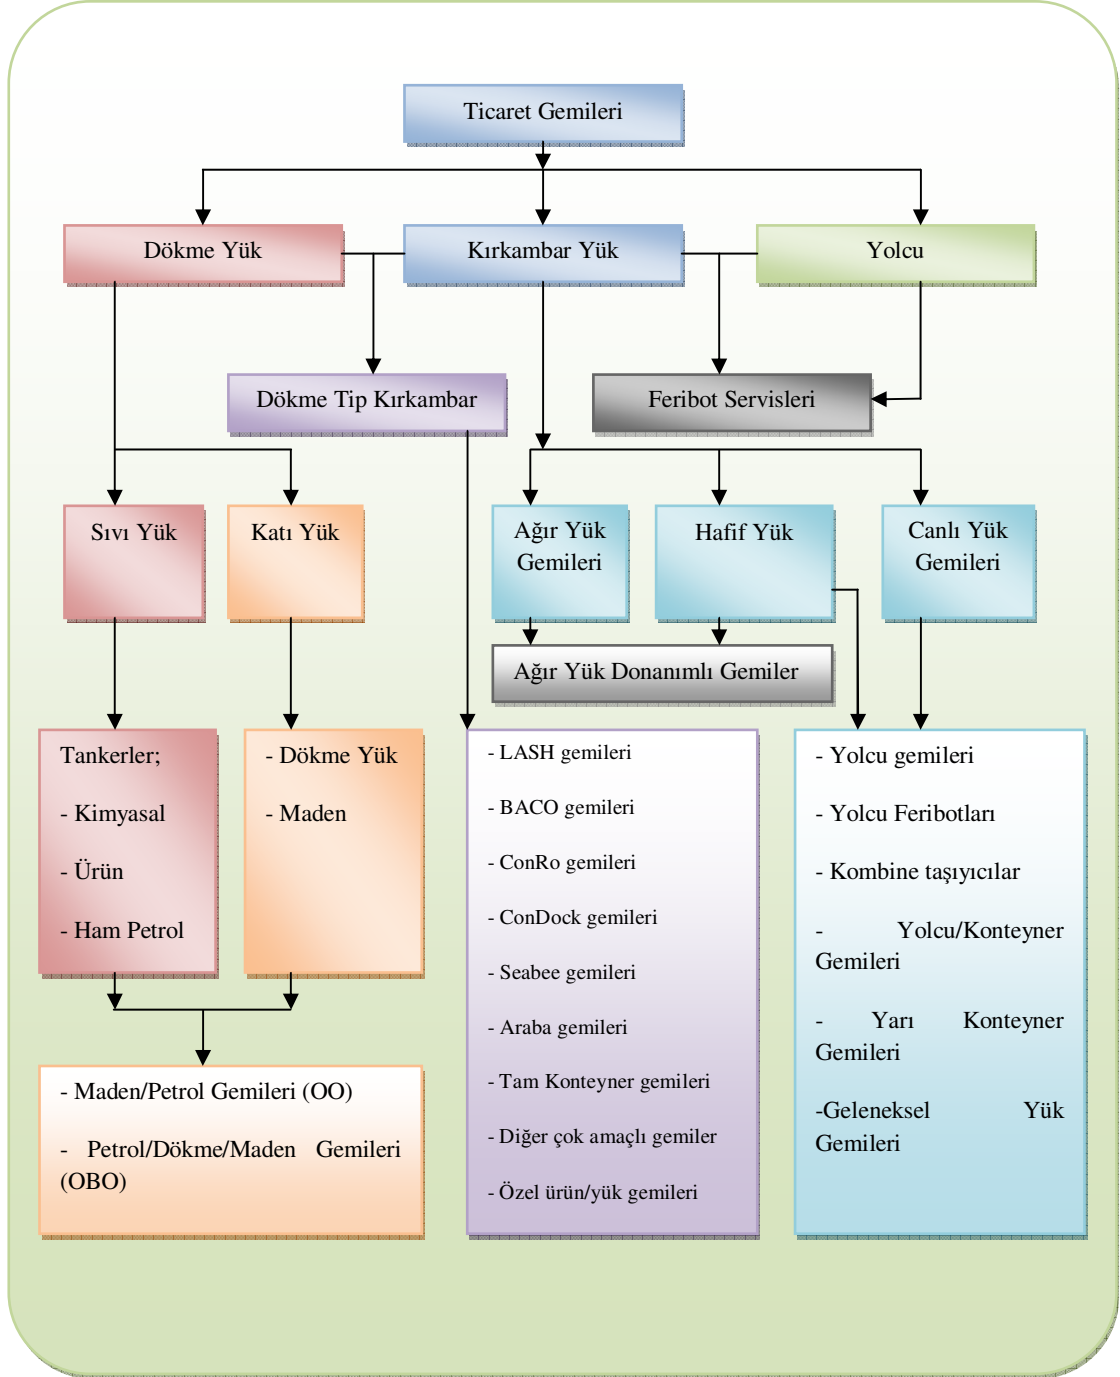 Ticaret Gemileri
Dökme Yük
Kırkambar Yük
Yolcu
Dökme Tip Kırkambar
Feribot Servisleri
Sıvı Yük
Katı Yük
Ağır Yük
Gemileri
Hafif Yük
Canlı Yük
Gemileri
Ağır Yük Donanımlı Gemiler
Tankerler;
- Kimyasal
- Ürün
- Ham Petrol
- Dökme Yük
- Maden
- LASH gemileri
- BACO gemileri
- ConRo gemileri
- ConDock gemileri
- Seabee gemileri
- Araba gemileri
- Tam Konteyner gemileri
- Diğer çok amaçlı gemiler
- Özel ürün/yük gemileri
- Yolcu gemileri
- Yolcu Feribotları
- Kombine taşıyıcılar
- Yolcu/Konteyner
Gemileri
- Yarı Konteyner
Gemileri
-Geleneksel Yük
Gemileri
- Maden/Petrol Gemileri (OO)
- Petrol/Dökme/Maden Gemileri
(OBO)